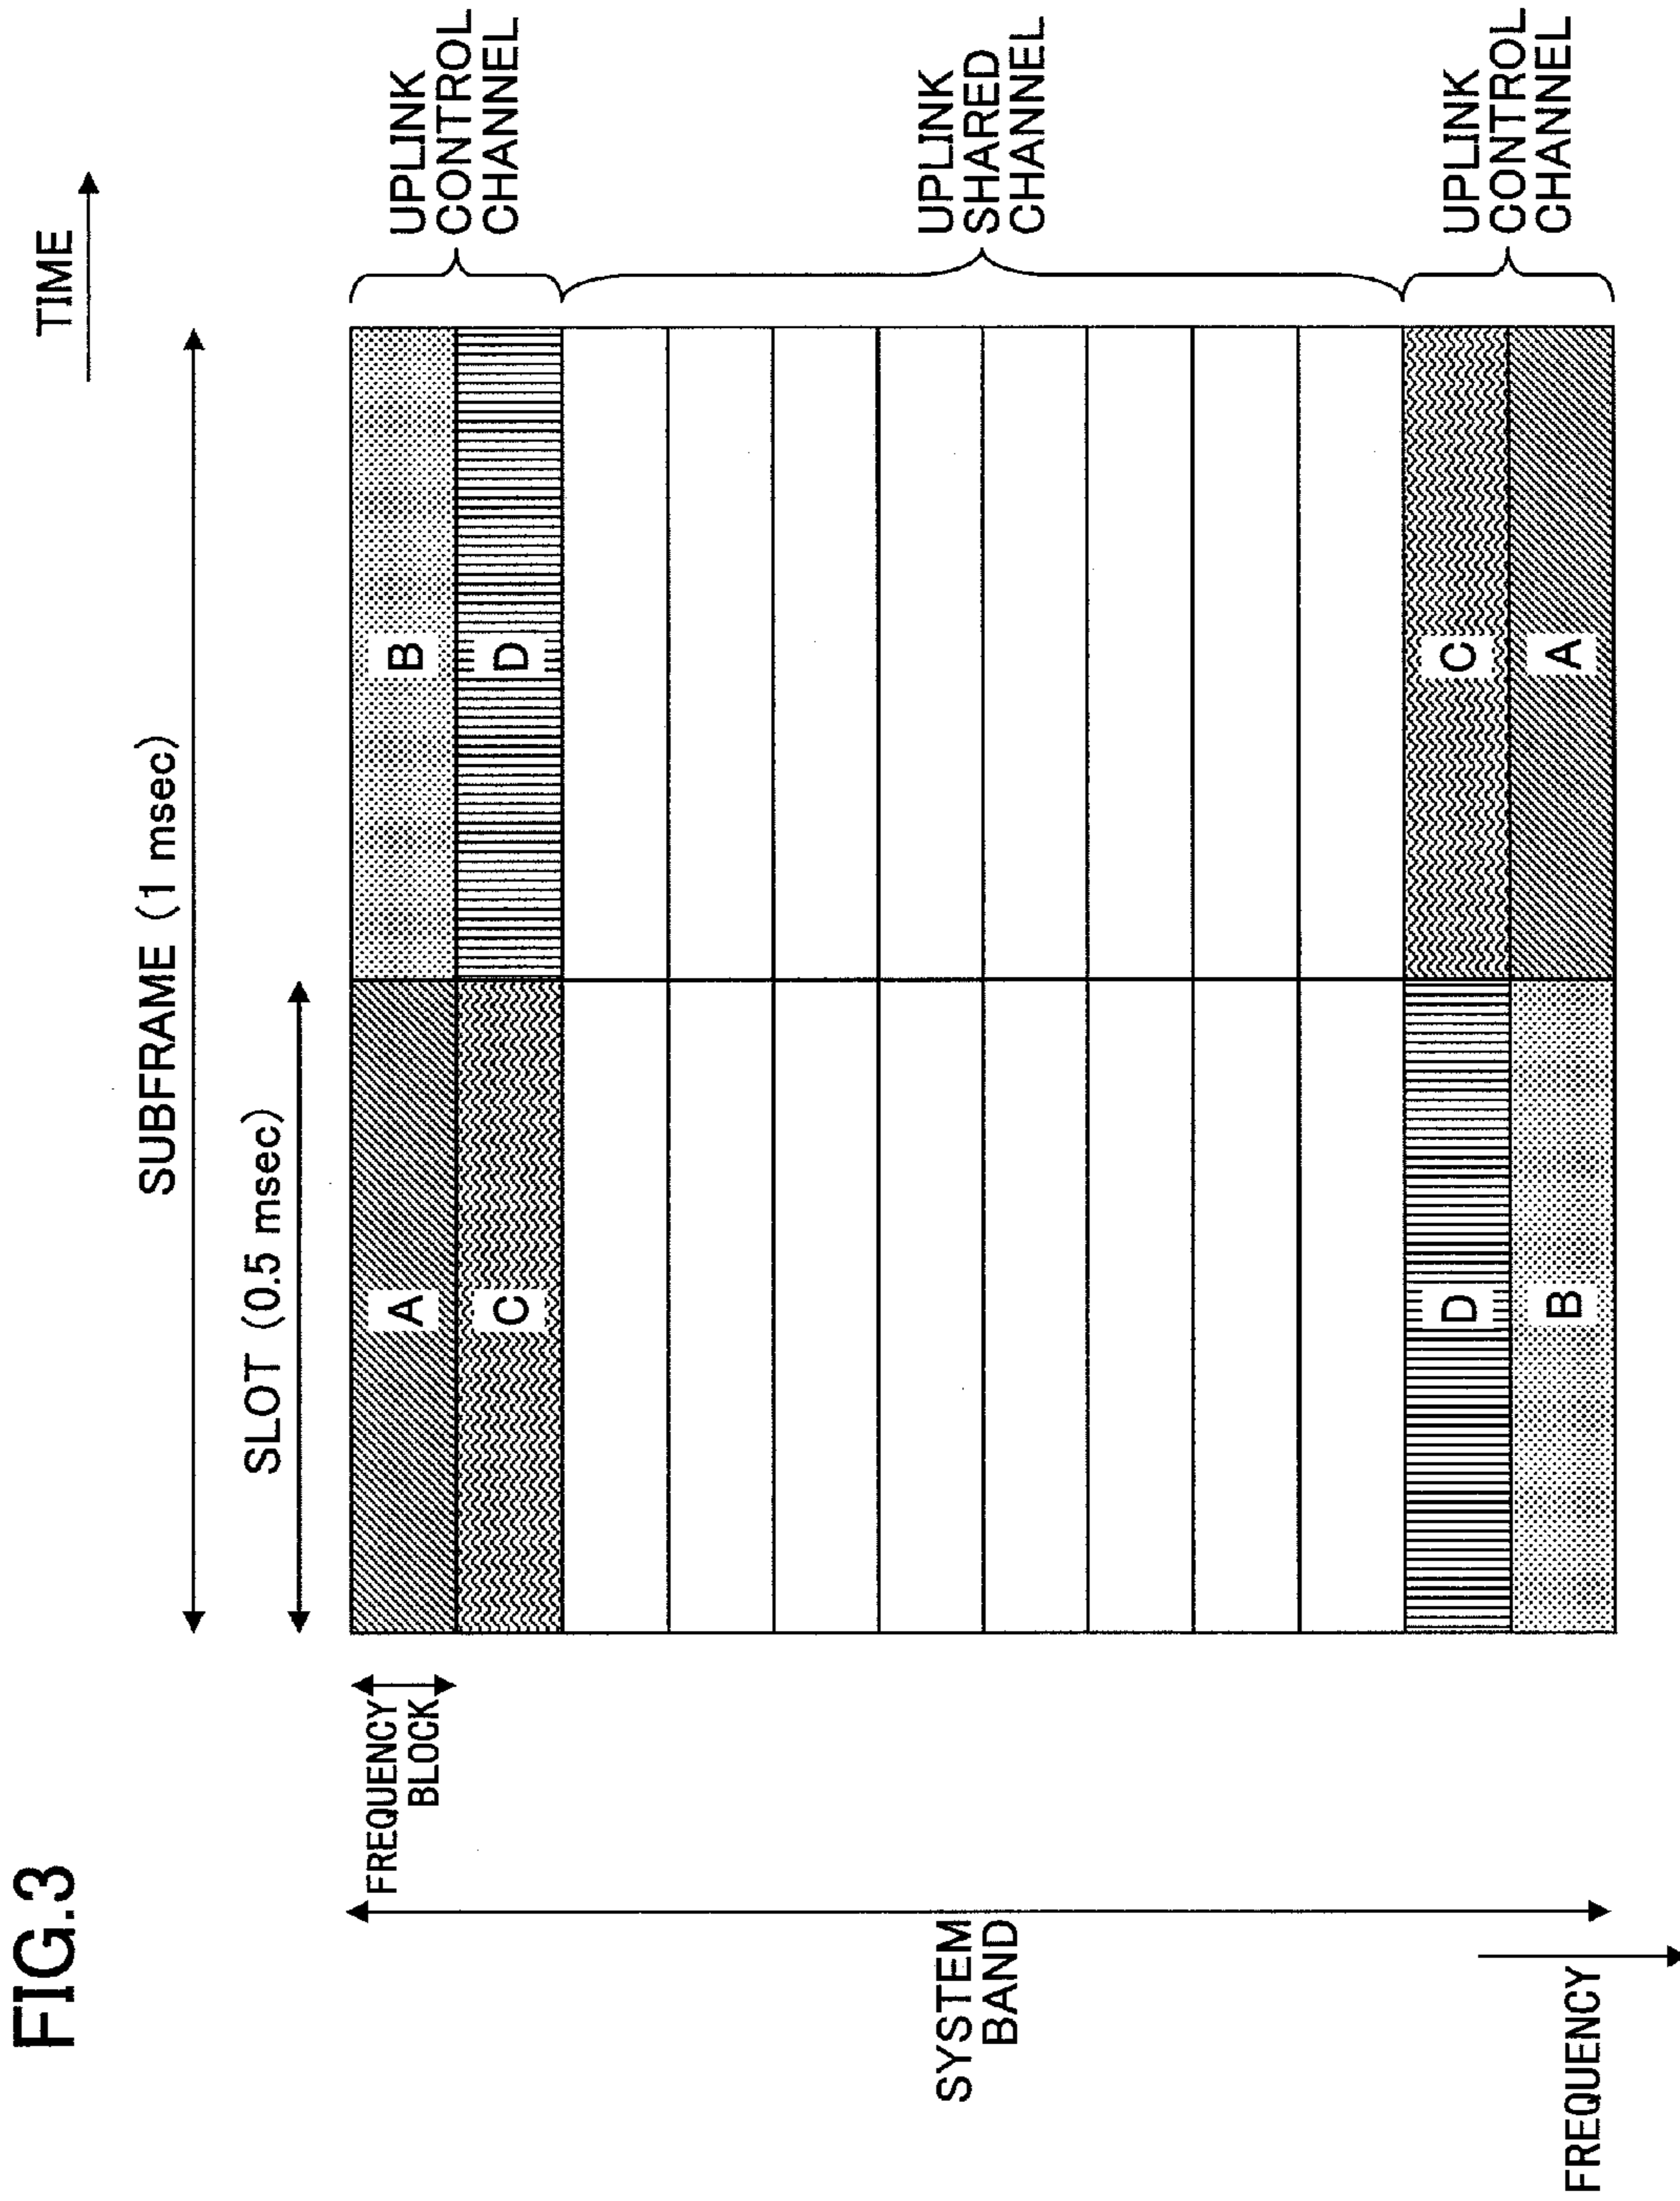 FIG.3
TIME
SUBFRAME (1 msec)
SLOT (0.5 msec)
FREQUENCY
BLOCK
A
B
UPLINK
CONTROL
CHANNEL
C
D
SYSTEM
BAND
UPLINK
SHARED
CHANNEL
D
C
UPLINK
CONTROL
CHANNEL
B
A
FREQUENCY